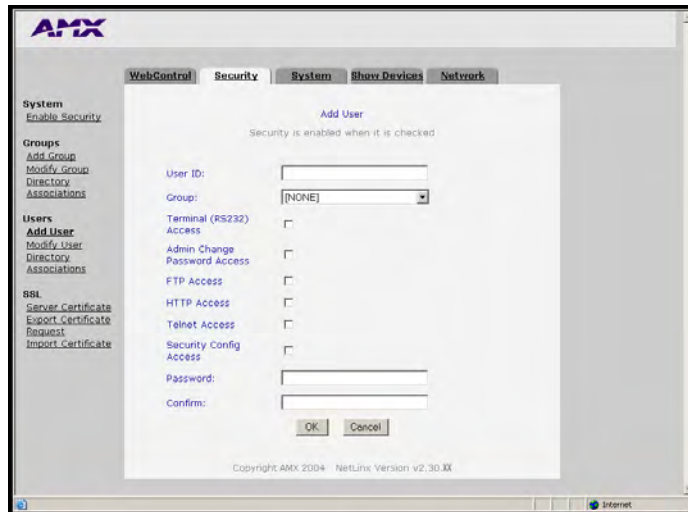 AMX
WebControl Security System Show Devices Network
System
Enable Security
Groups
Add Group
Modify Group
Directory
Associations
Users
Add User
Modify User
Directory
Associations
SSL
Server Certificate
Export Certificate
Request
Import Certificate
Add User
Security is enabled when it is checked
User ID:
Group: [NONE]
Terminal (RS232)
Access
Admin Change
Password Access
FTP Access
HTTP Access
Telnet Access
Security Config
Access
Password:
Confirm:
OK Cancel
Copyright AMX 2004 NetLinx Version v2.30.XX
Internet